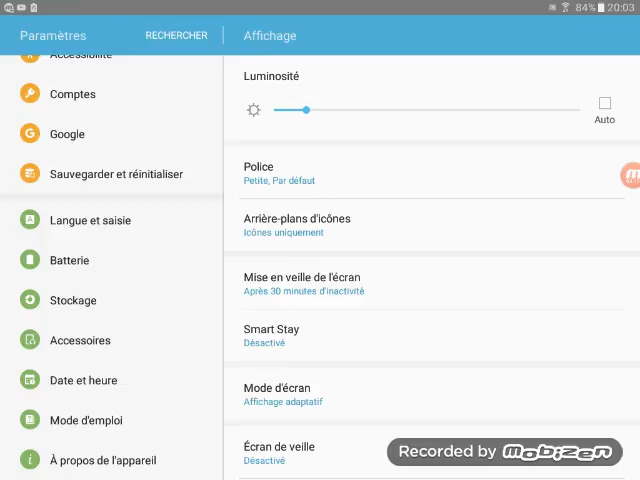 84% 20:03
Paramètres RECHERCHER Affichage
Accessibilité
Comptes
Google
Sauvegarder et réinitialiser
Langue et saisie
Batterie
Stockage
Accessoires
Date et heure
Mode d'emploi
À propos de l'appareil
Luminosité
Auto
Police
Petite, Par défaut
Arrière-plans d'icônes
Icônes uniquement
Mise en veille de l'écran
Après 30 minutes d'inactivité
Smart Stay
Désactivé
Mode d'écran
Affichage adaptatif
Écran de veille
Désactivé
Recorded by mobizen